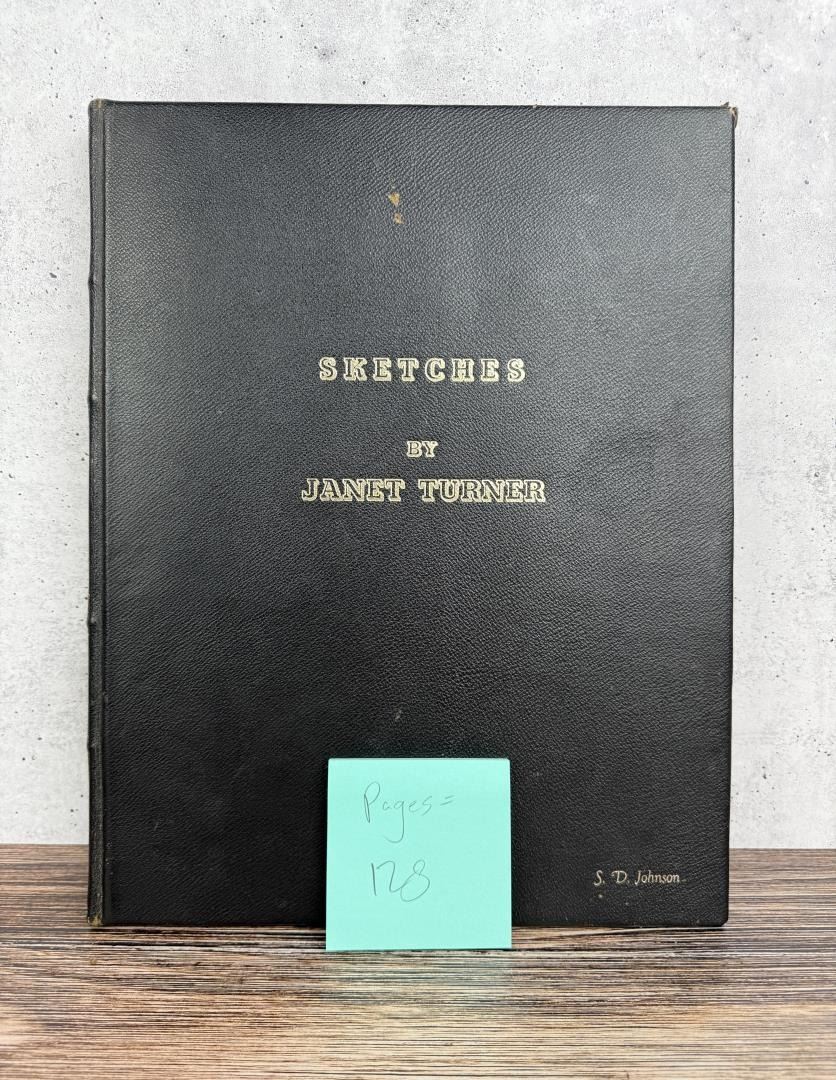 SKETCHES
BY
JANET TURNER
Pages=
128
S. D. Johnson